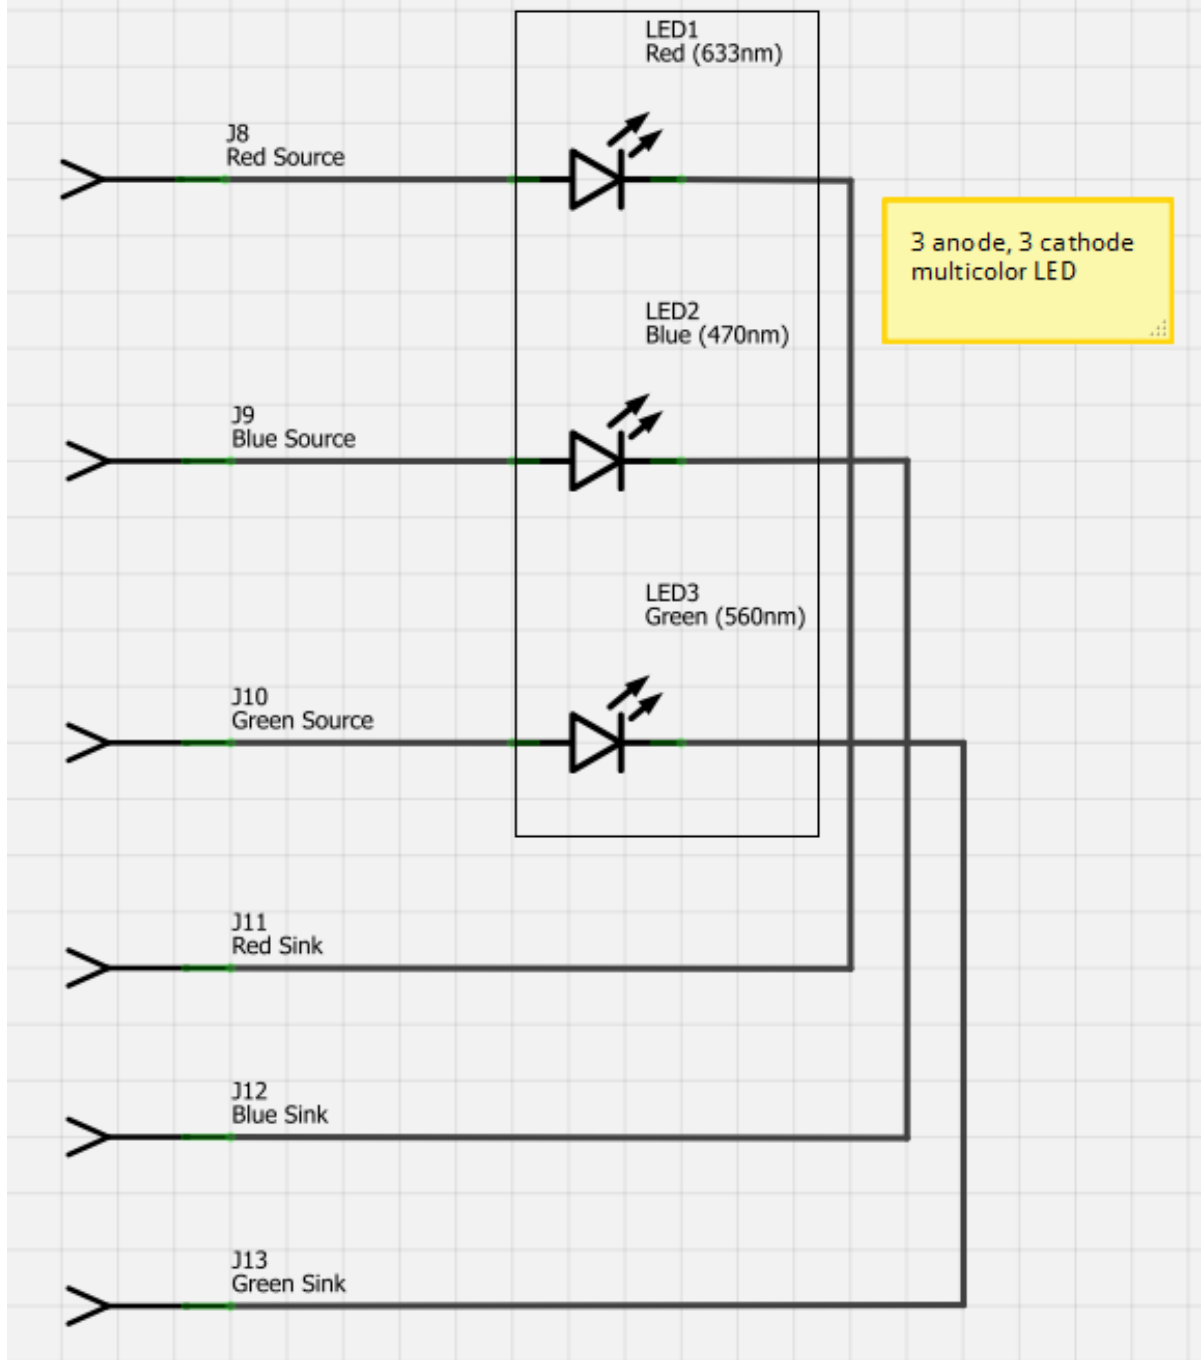 LED1
Red (633nm)
J8
Red Source
3 anode, 3 cathode
multicolor LED
LED2
Blue (470nm)
J9
Blue Source
LED3
Green (560nm)
J10
Green Source
J11
Red Sink
J12
Blue Sink
J13
Green Sink